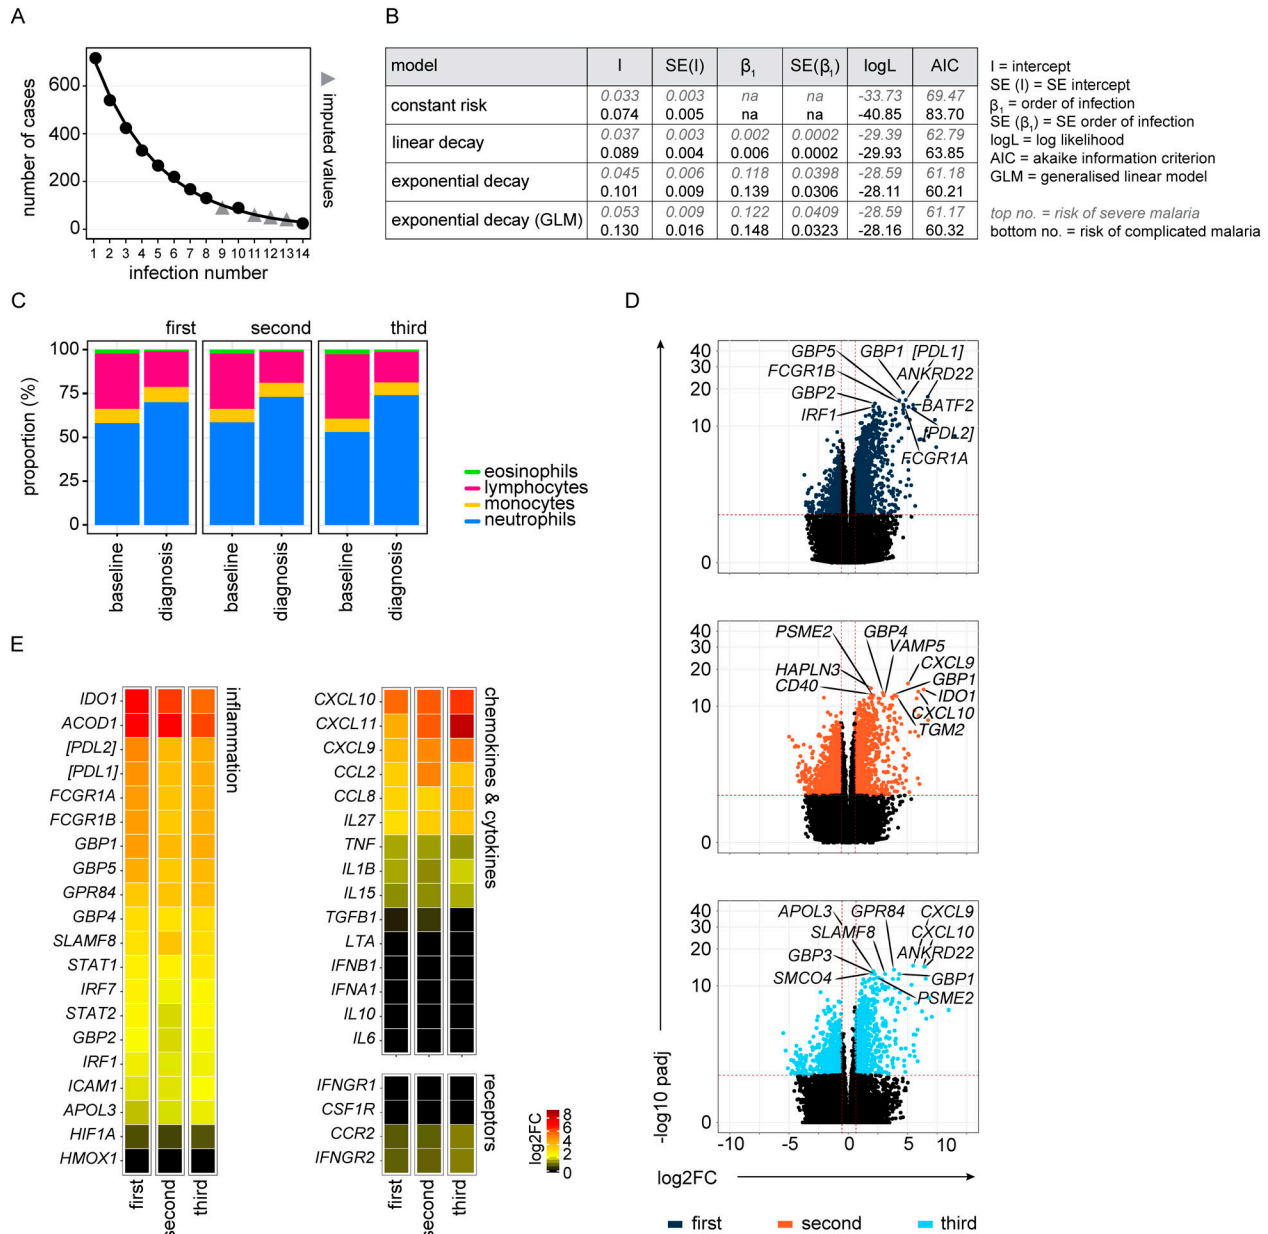 A
600
400
200
0
number of cases
1 2 3 4 5 6 7 8 9 10 11 12 13 14
infection number
imputed values
B
model I SE(I) β1 SE(β1) logL AIC
constant risk
0.033 0.003 na na -33.73 69.47
0.074 0.005 na na -40.85 83.70
linear decay
0.037 0.003 0.002 0.0002 -29.39 62.79
0.089 0.004 0.006 0.0002 -29.93 63.85
exponential decay
0.045 0.006 0.118 0.0398 -28.59 61.18
0.101 0.009 0.139 0.0306 -28.11 60.21
exponential decay (GLM)
0.053 0.009 0.122 0.0409 -28.59 61.17
0.130 0.016 0.148 0.0323 -28.16 60.32
I = intercept
SE (I) = SE intercept
β1 = order of infection
SE (β1) = SE order of infection
logL = log likelihood
AIC = akaike information criterion
GLM = generalised linear model
top no. = risk of severe malaria
bottom no. = risk of complicated malaria
C
first second third
100
75
50
25
0
proportion (%)
baseline diagnosis baseline diagnosis baseline diagnosis
eosinophils
lymphocytes
monocytes
neutrophils
D
40
30
20
10
0
GBP5 GBP1 [PDL1]
FCGR1B ANKRD22
GBP2 BATF2
IRF1 [PDL2]
FCGR1A
40
30
20
10
0
PSME2 GBP4
VAMP5
HAPLN3 CXCL9
CD40 GBP1
IDO1
CXCL10
TGM2
40
30
20
10
0
APOL3 GPR84 CXCL9
SLAMF8 CXCL10
GBP3 ANKRD22
SMCO4 GBP1
PSME2
-log10 padj
-10 -5 0 5 10
log2FC
first second third
E
IDO1
ACOD1
[PDL2]
[PDL1]
FCGR1A
FCGR1B
GBP1
GBP5
GPR84
GBP4
SLAMF8
STAT1
IRF7
STAT2
GBP2
IRF1
ICAM1
APOL3
HIF1A
HMOX1
inflammation
first second third
CXCL10
CXCL11
CXCL9
CCL2
CCL8
IL27
TNF
IL1B
IL15
TGFB1
LTA
IFNB1
IFNA1
IL10
IL6
chemokines & cytokines
IFNGR1
CSF1R
CCR2
IFNGR2
receptors
first second third
log2FC
8
6
4
2
0